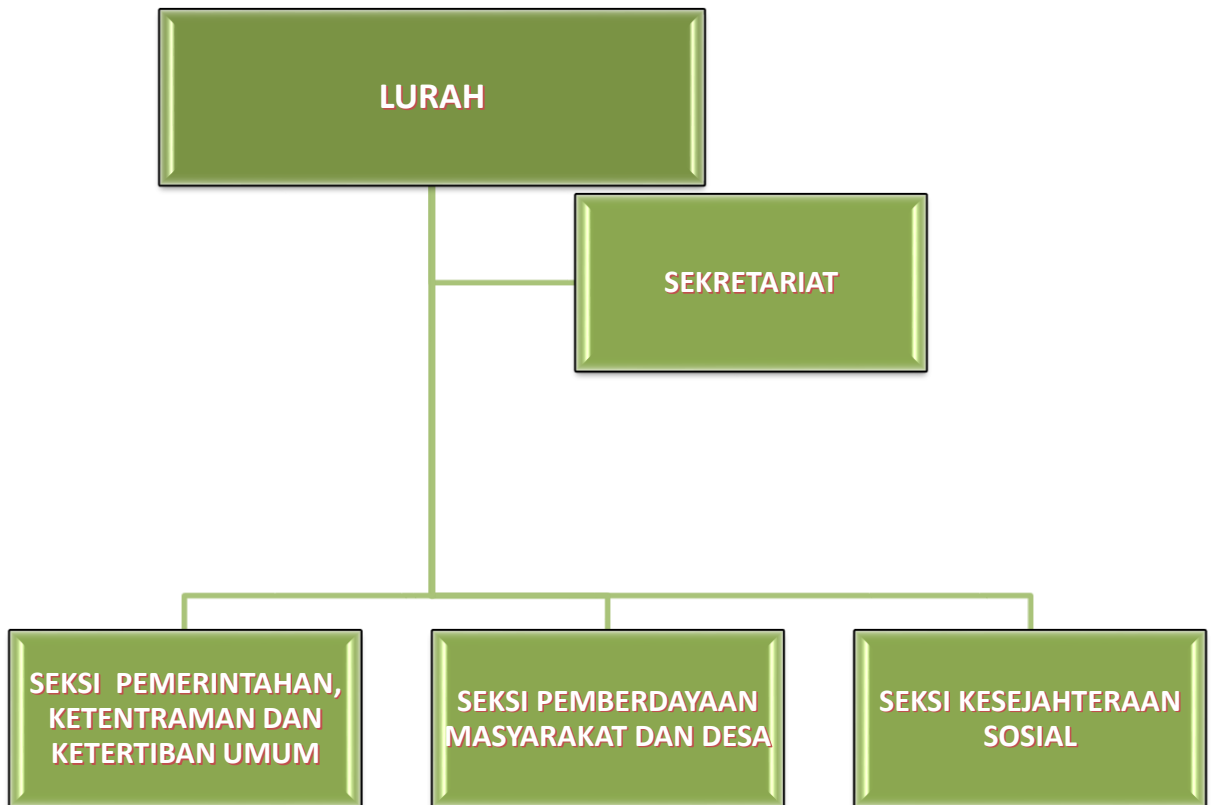 LURAH
SEKRETARIAT
SEKSI PEMERINTAHAN,
KETENTRAMAN DAN
KETERTIBAN UMUM
SEKSI PEMBERDAYAAN
MASYARAKAT DAN DESA
SEKSI KESEJAHTERAAN
SOSIAL